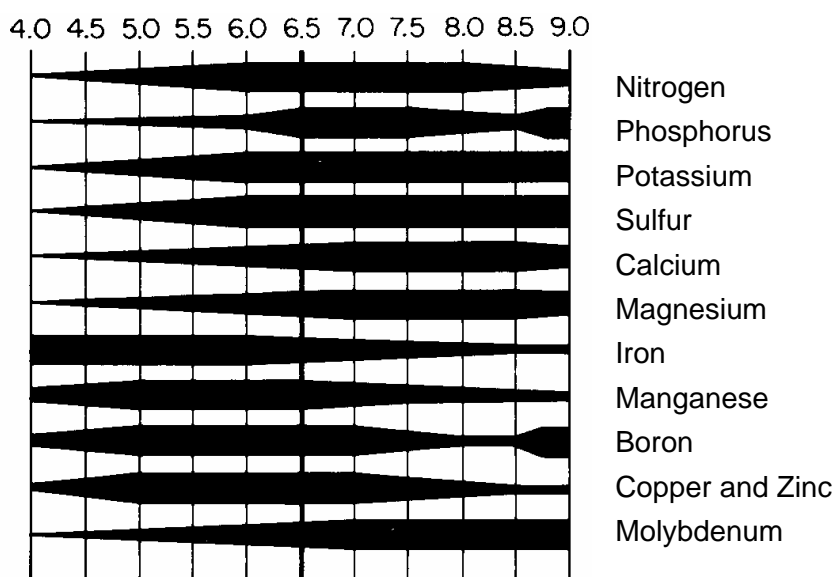 4.0 4.5 5.0 5.5 6.0 6.5 7.0 7.5 8.0 8.5 9.0
Nitrogen
Phosphorus
Potassium
Sulfur
Calcium
Magnesium
Iron
Manganese
Boron
Copper and Zinc
Molybdenum